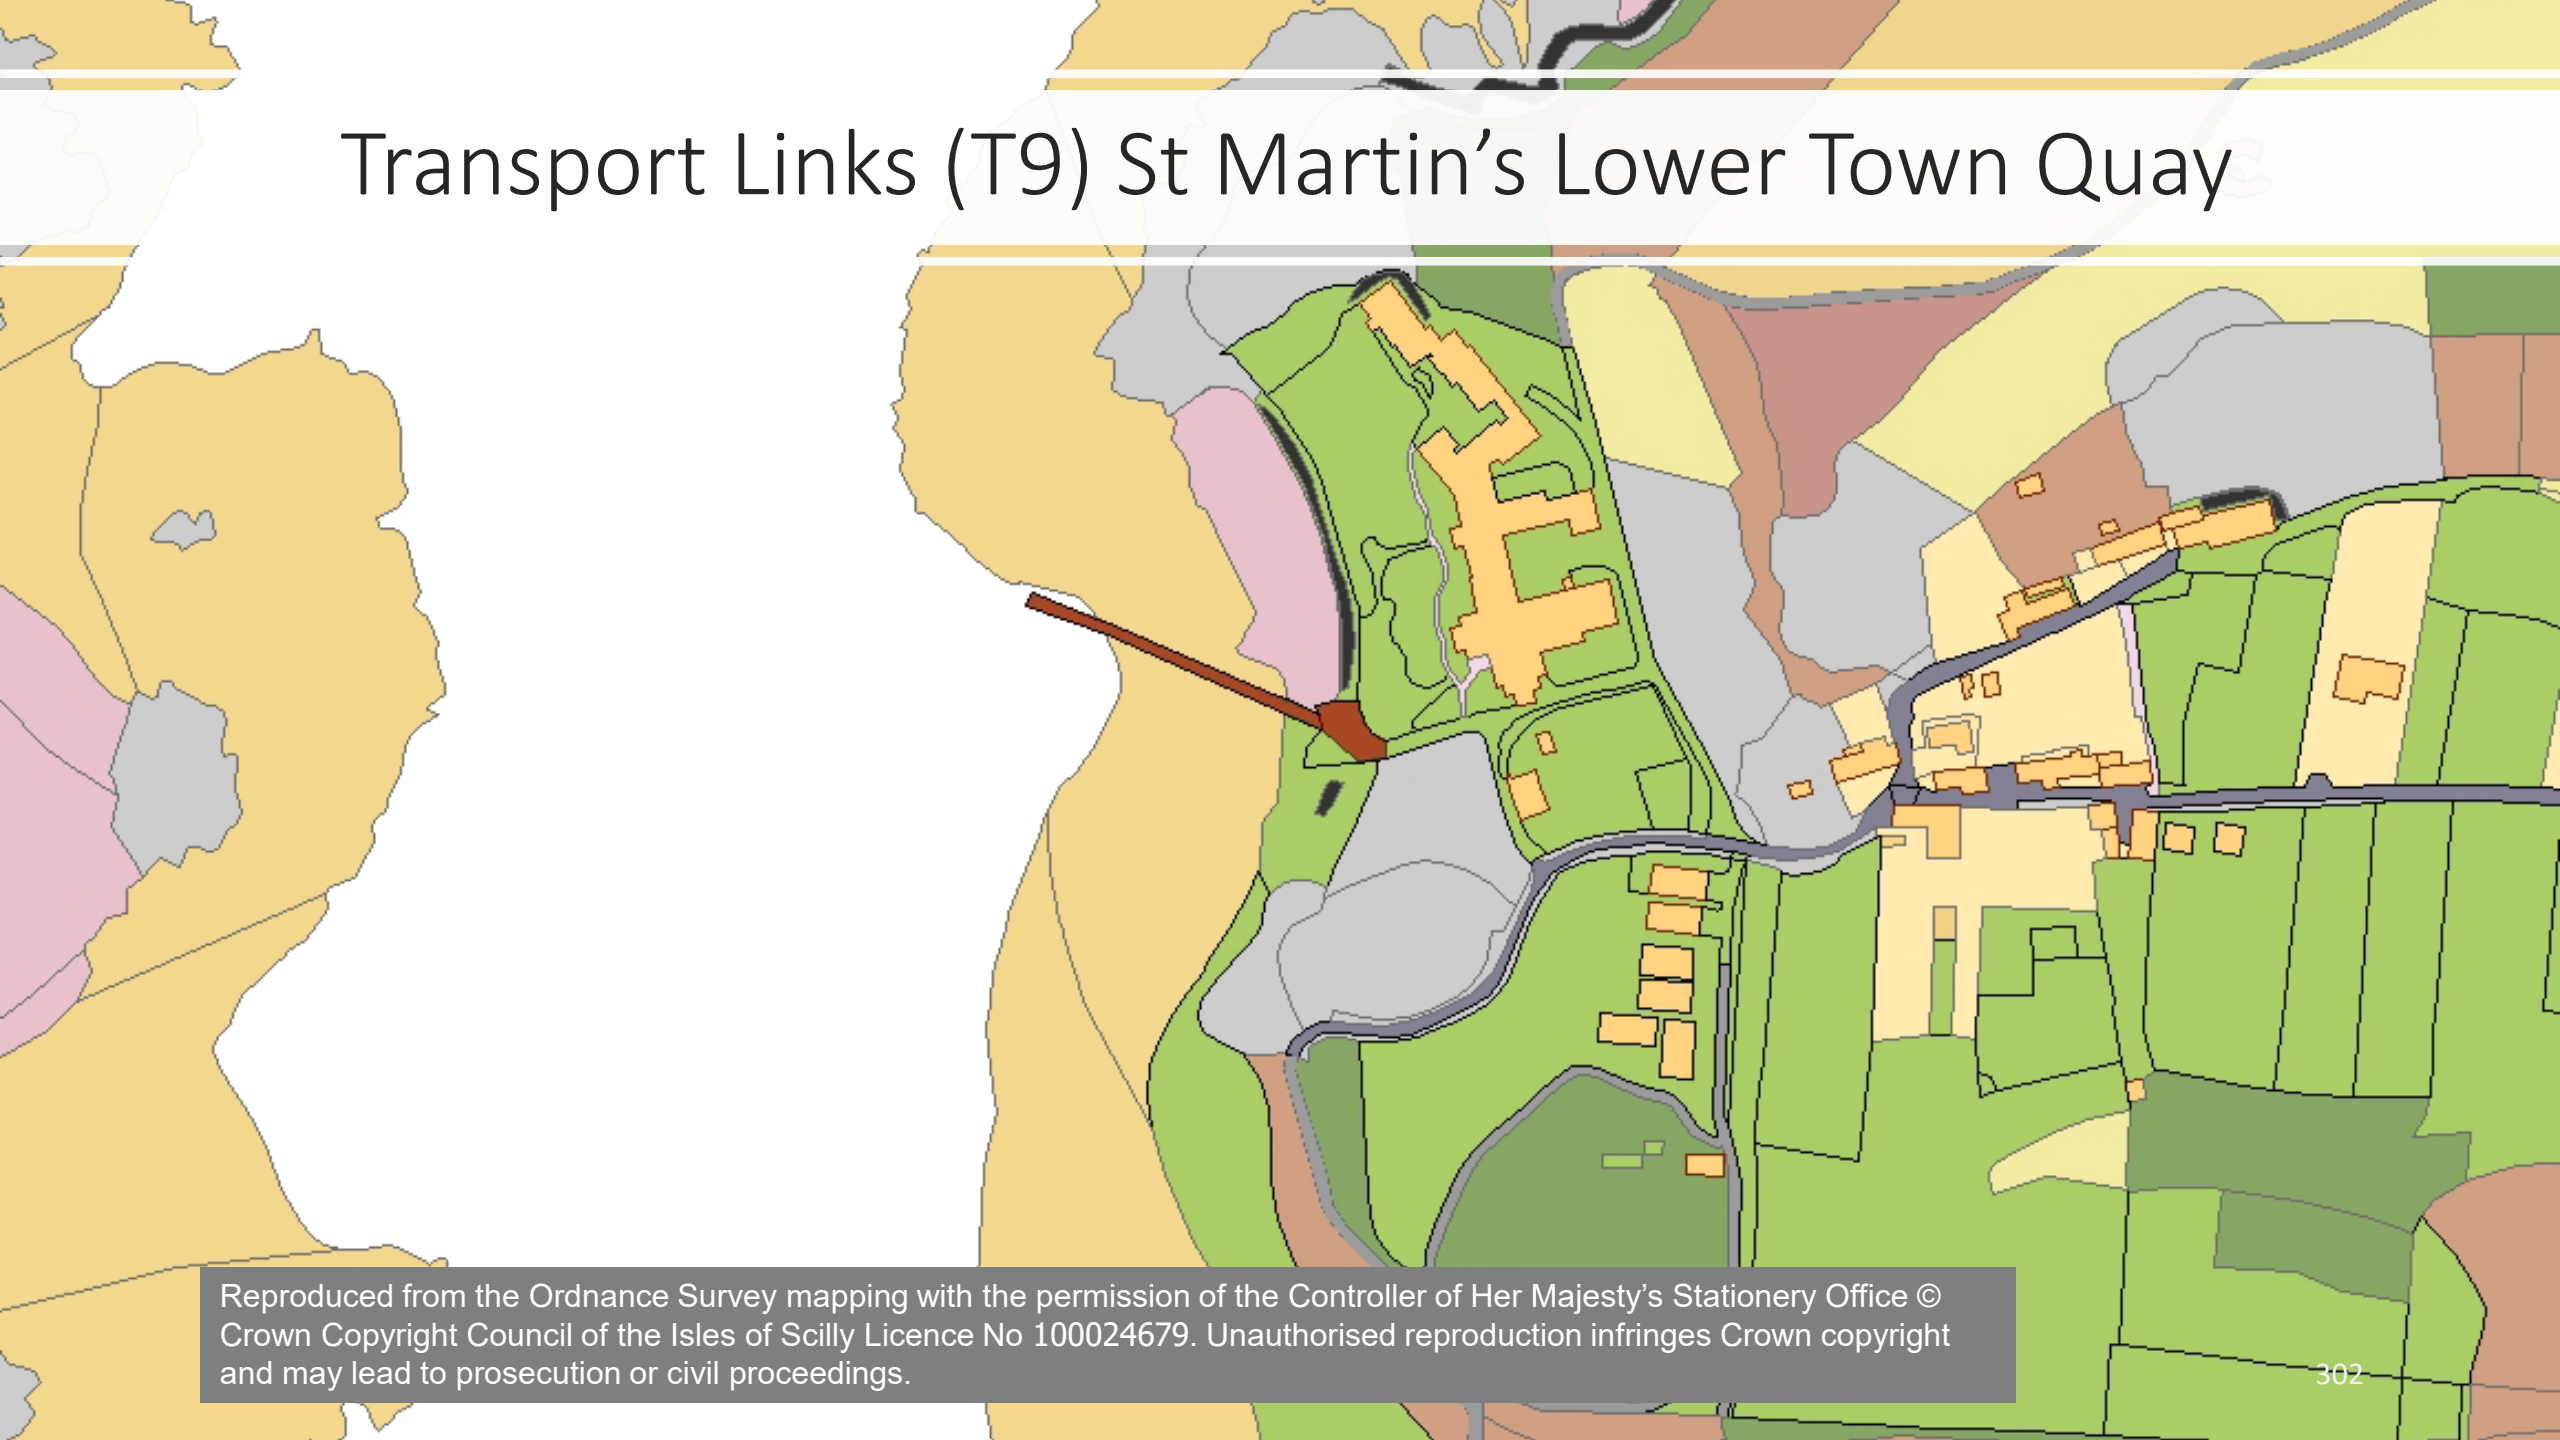 Transport Links (T9) St Martin’s Lower Town Quay
Reproduced from the Ordnance Survey mapping with the permission of the Controller of Her Majesty’s Stationery Office ©
Crown Copyright Council of the Isles of Scilly Licence No 100024679. Unauthorised reproduction infringes Crown copyright
and may lead to prosecution or civil proceedings.
302